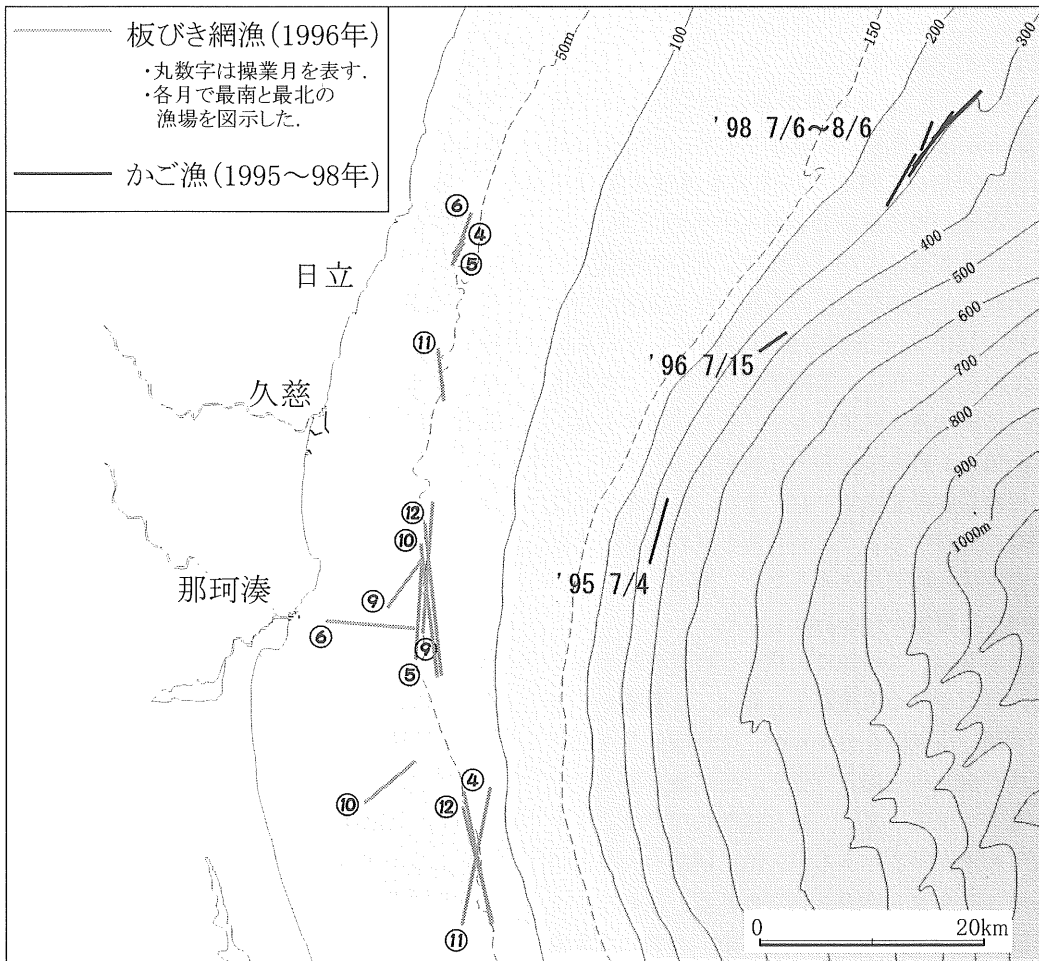 板びき網漁(1996年)
・丸数字は操業月を表す.
・各月で最南と最北の
漁場を図示した.
かご漁(1995～98年)
50m
100
150
200
300
'98 7/6～8/6
⑥
④
⑤
日立
400
500
600
700
800
900
1000m
⑪
'96 7/15
久慈
⑫
⑩
'95 7/4
那珂湊
⑨
⑥
⑨
⑤
④
⑫
⑩
⑪
0 20km